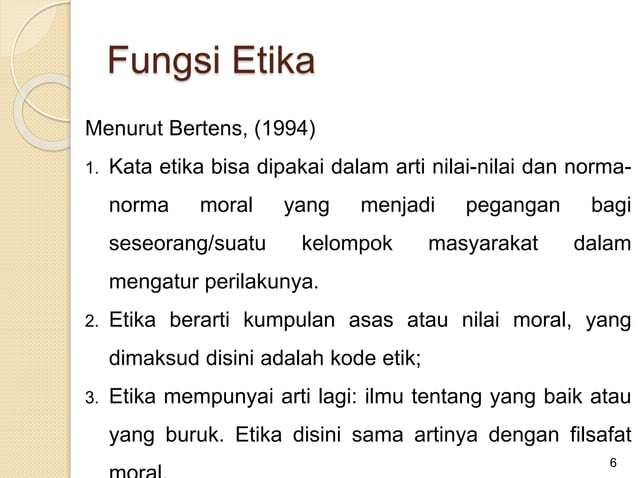 Fungsi Etika
Menurut Bertens, (1994)
1. Kata etika bisa dipakai dalam arti nilai-nilai dan norma-
norma moral yang menjadi pegangan bagi
seseorang/suatu kelompok masyarakat dalam
mengatur perilakunya.
2. Etika berarti kumpulan asas atau nilai moral, yang
dimaksud disini adalah kode etik;
3. Etika mempunyai arti lagi: ilmu tentang yang baik atau
yang buruk. Etika disini sama artinya dengan filsafat
moral.
6